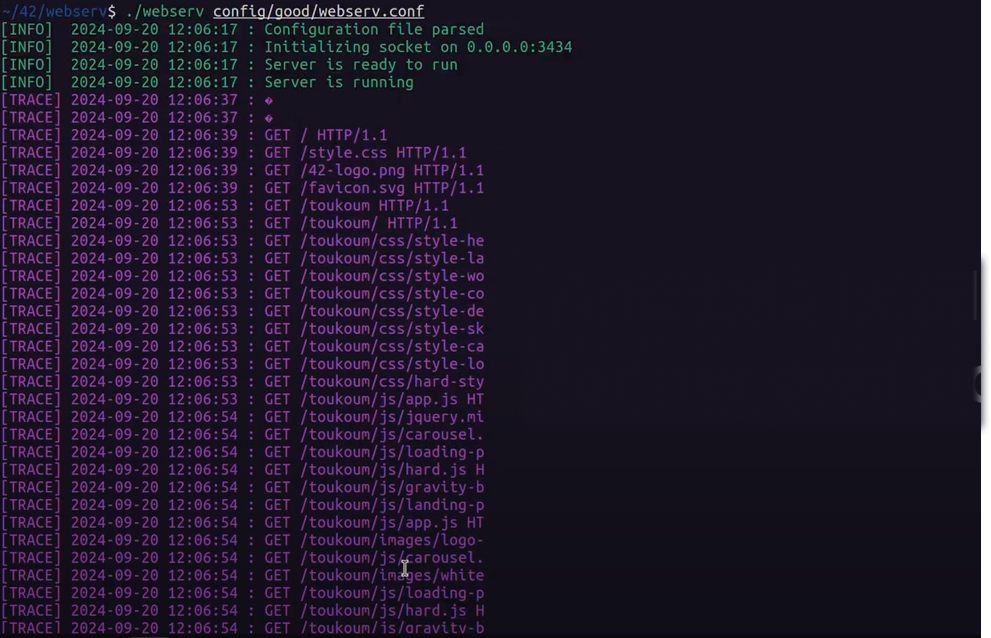 ~/42/webserv$ ./webserv config/good/webserv.conf
[INFO]  2024-09-20 12:06:17 : Configuration file parsed
[INFO]  2024-09-20 12:06:17 : Initializing socket on 0.0.0.0:3434
[INFO]  2024-09-20 12:06:17 : Server is ready to run
[INFO]  2024-09-20 12:06:17 : Server is running
[TRACE] 2024-09-20 12:06:37 : �
[TRACE] 2024-09-20 12:06:37 : �
[TRACE] 2024-09-20 12:06:39 : GET / HTTP/1.1
[TRACE] 2024-09-20 12:06:39 : GET /style.css HTTP/1.1
[TRACE] 2024-09-20 12:06:39 : GET /42-logo.png HTTP/1.1
[TRACE] 2024-09-20 12:06:39 : GET /favicon.svg HTTP/1.1
[TRACE] 2024-09-20 12:06:53 : GET /toukoum HTTP/1.1
[TRACE] 2024-09-20 12:06:53 : GET /toukoum/ HTTP/1.1
[TRACE] 2024-09-20 12:06:53 : GET /toukoum/css/style-he
[TRACE] 2024-09-20 12:06:53 : GET /toukoum/css/style-la
[TRACE] 2024-09-20 12:06:53 : GET /toukoum/css/style-wo
[TRACE] 2024-09-20 12:06:53 : GET /toukoum/css/style-co
[TRACE] 2024-09-20 12:06:53 : GET /toukoum/css/style-de
[TRACE] 2024-09-20 12:06:53 : GET /toukoum/css/style-sk
[TRACE] 2024-09-20 12:06:53 : GET /toukoum/css/style-ca
[TRACE] 2024-09-20 12:06:53 : GET /toukoum/css/style-lo
[TRACE] 2024-09-20 12:06:53 : GET /toukoum/css/hard-sty
[TRACE] 2024-09-20 12:06:53 : GET /toukoum/js/app.js HT
[TRACE] 2024-09-20 12:06:54 : GET /toukoum/js/jquery.mi
[TRACE] 2024-09-20 12:06:54 : GET /toukoum/js/carousel.
[TRACE] 2024-09-20 12:06:54 : GET /toukoum/js/loading-p
[TRACE] 2024-09-20 12:06:54 : GET /toukoum/js/hard.js H
[TRACE] 2024-09-20 12:06:54 : GET /toukoum/js/gravity-b
[TRACE] 2024-09-20 12:06:54 : GET /toukoum/js/landing-p
[TRACE] 2024-09-20 12:06:54 : GET /toukoum/js/app.js HT
[TRACE] 2024-09-20 12:06:54 : GET /toukoum/images/logo-
[TRACE] 2024-09-20 12:06:54 : GET /toukoum/js/carousel.
[TRACE] 2024-09-20 12:06:54 : GET /toukoum/images/white
[TRACE] 2024-09-20 12:06:54 : GET /toukoum/js/loading-p
[TRACE] 2024-09-20 12:06:54 : GET /toukoum/js/hard.js H
[TRACE] 2024-09-20 12:06:54 : GET /toukoum/js/gravity-b